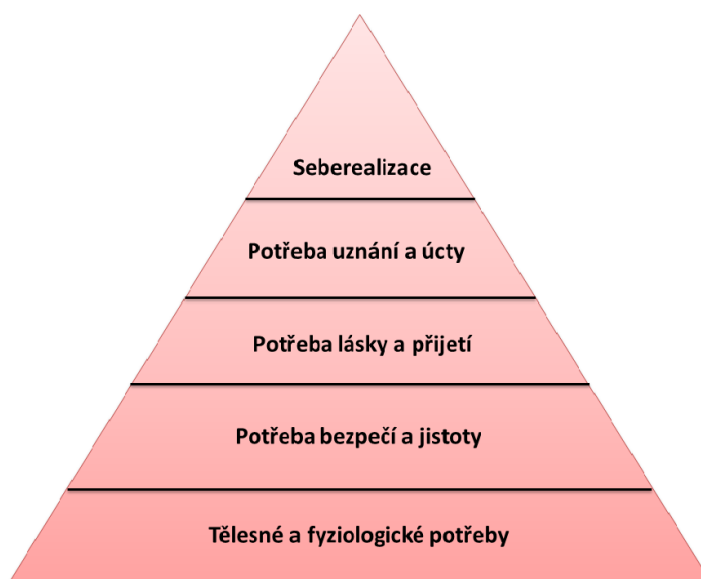 Seberealizace
Potřeba uznání a úcty
Potřeba lásky a přijetí
Potřeba bezpečí a jistoty
Tělesné a fyziologické potřeby